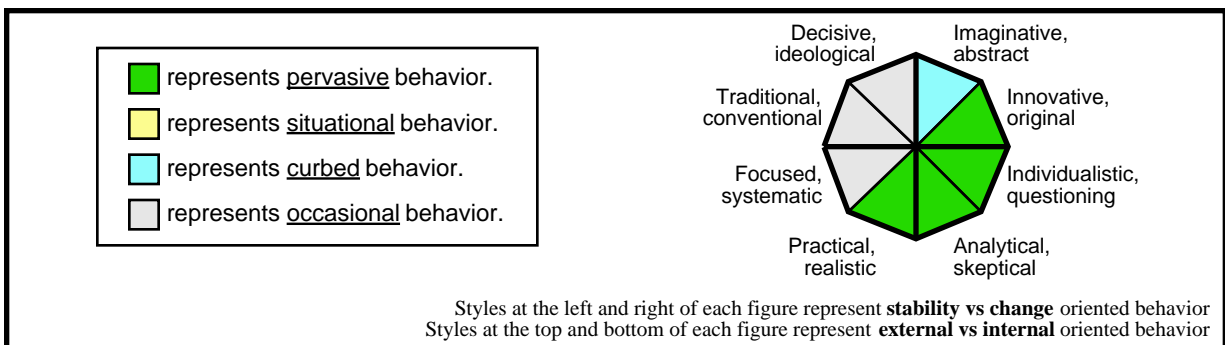 represents pervasive behavior.
represents situational behavior.
represents curbed behavior.
represents occasional behavior.
Decisive,
ideological
Imaginative,
abstract
Traditional,
conventional
Innovative,
original
Focused,
systematic
Individualistic,
questioning
Practical,
realistic
Analytical,
skeptical
Styles at the left and right of each figure represent stability vs change oriented behavior
Styles at the top and bottom of each figure represent external vs internal oriented behavior